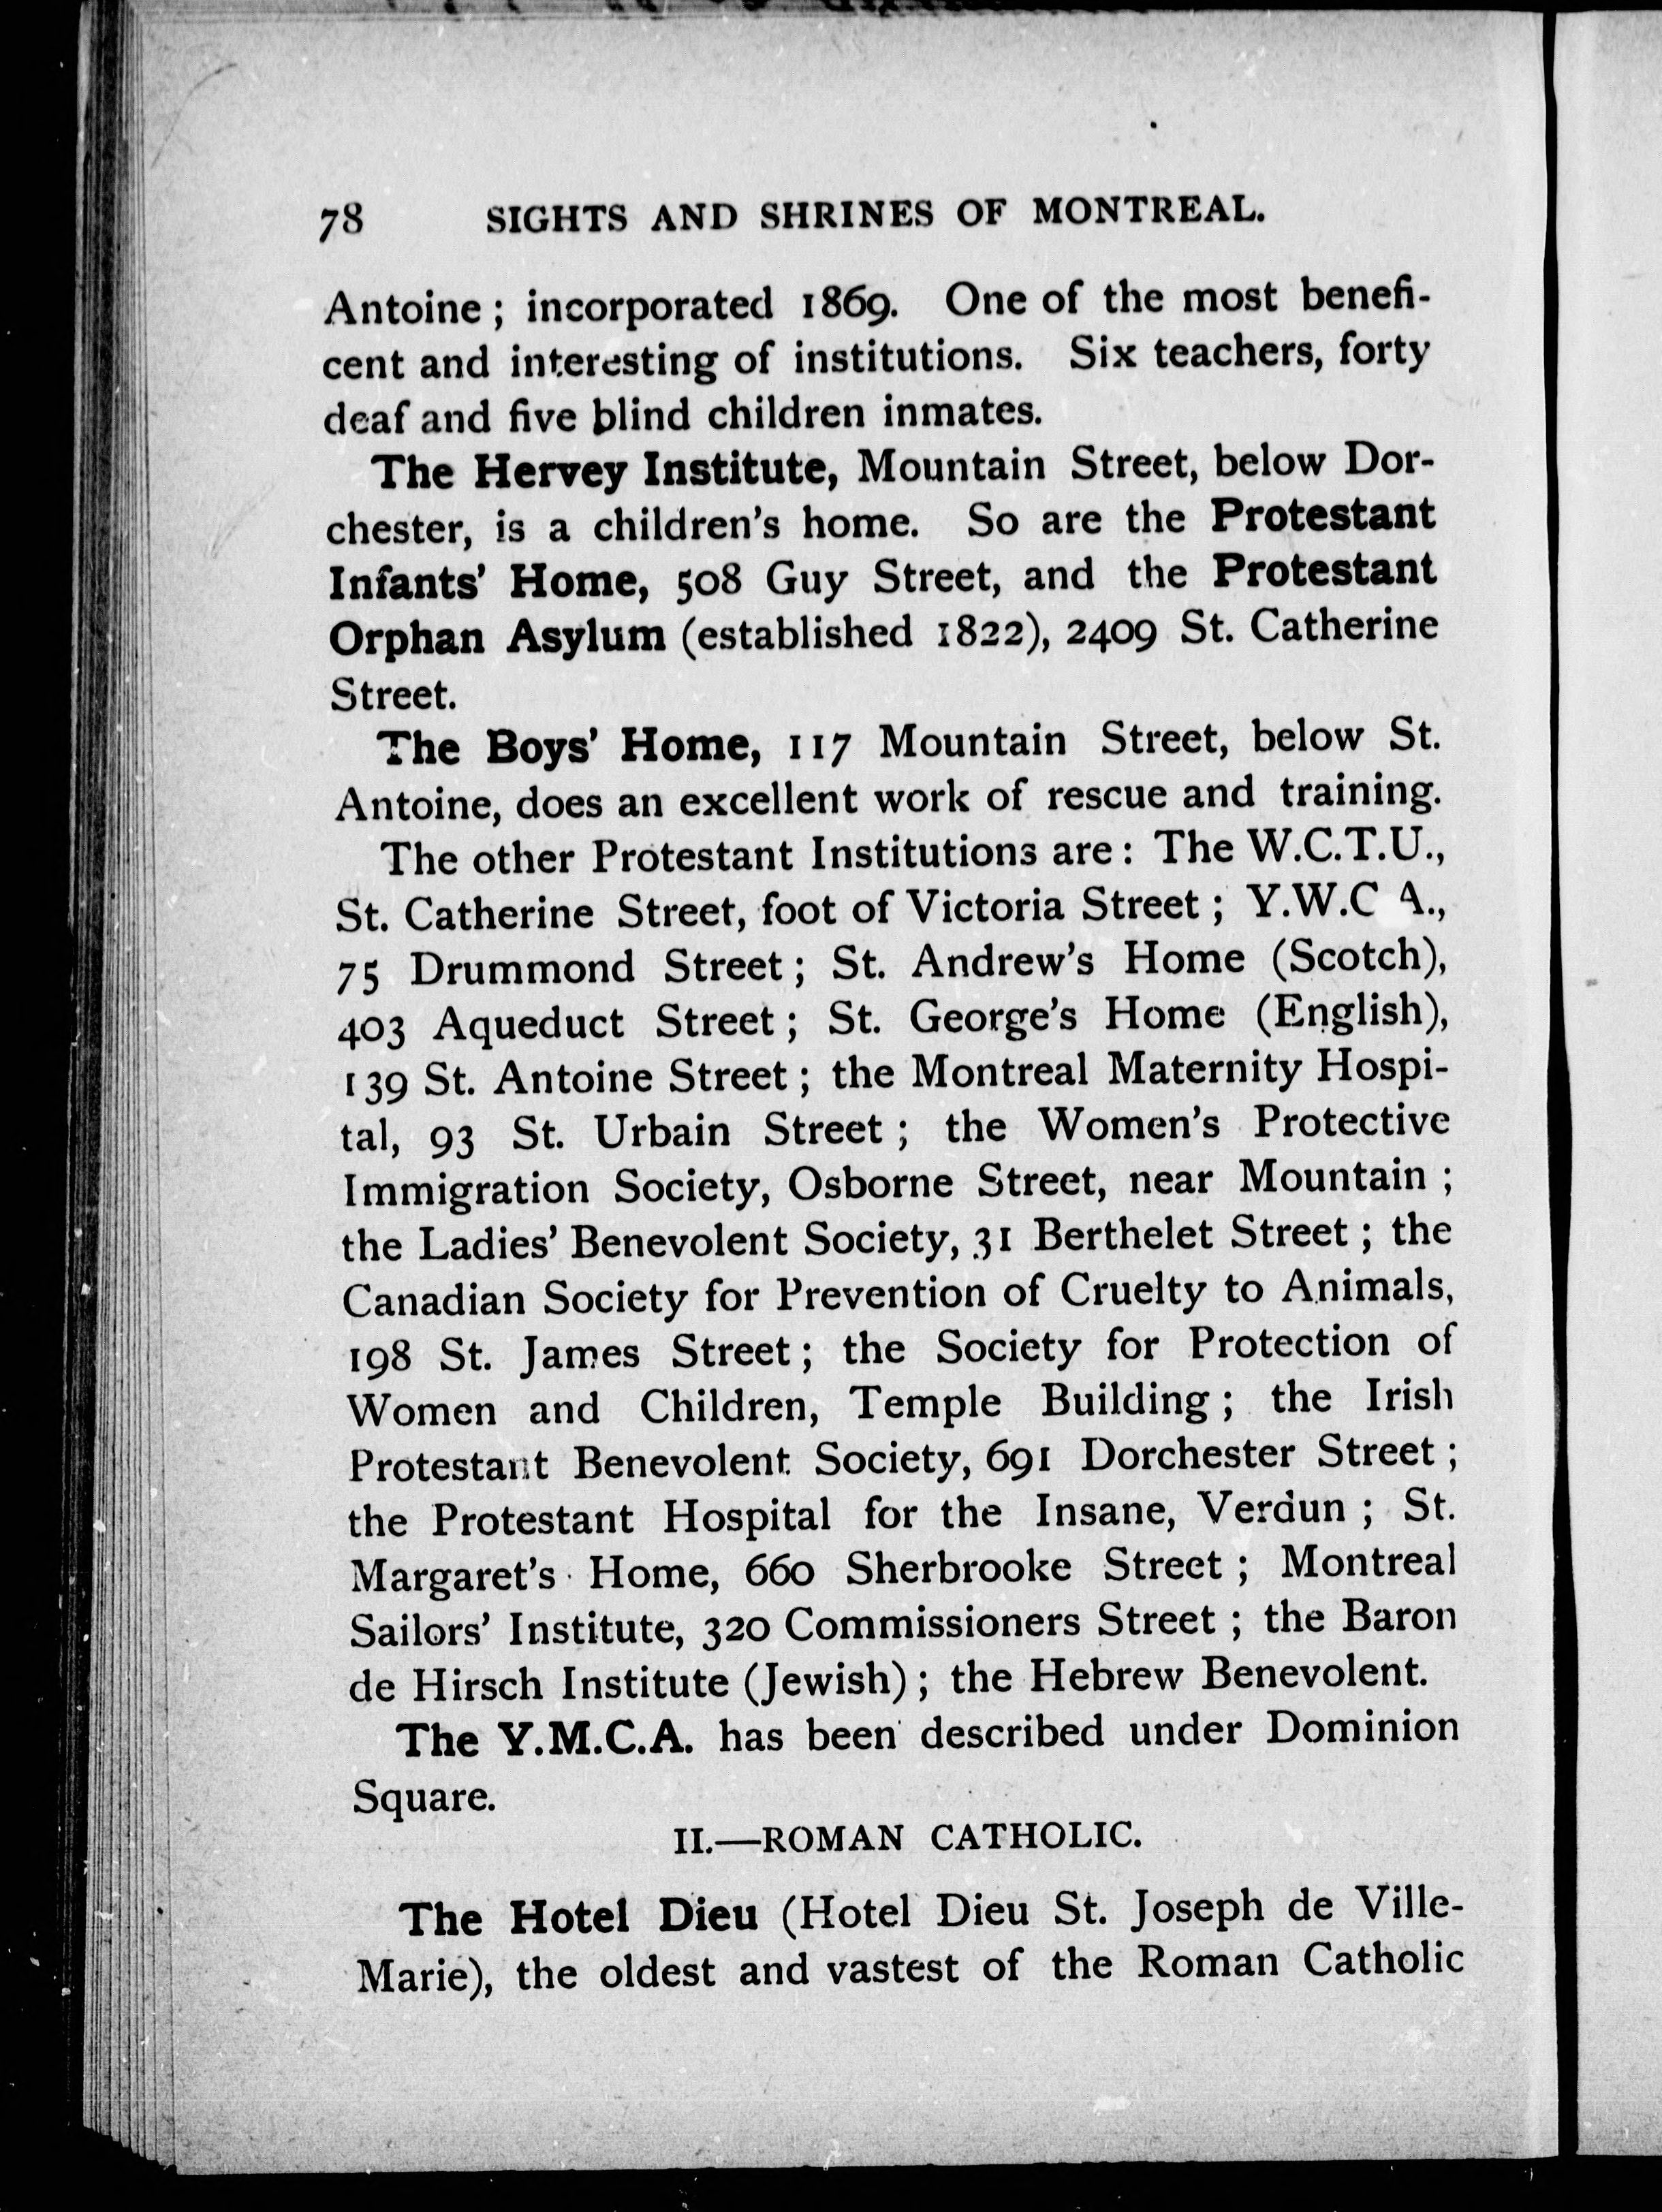 78 SIGHTS AND SHRINES OF MONTREAL.
Antoine; incorporated 1869. One of the most benefi-
cent and interesting of institutions. Six teachers, forty
deaf and five blind children inmates.
The Hervey Institute, Mountain Street, below Dor-
chester, is a children's home. So are the Protestant
Infants' Home, 508 Guy Street, and the Protestant
Orphan Asylum (established 1822), 2409 St. Catherine
Street.
The Boys' Home, 117 Mountain Street, below St.
Antoine, does an excellent work of rescue and training.
The other Protestant Institutions are: The W.C.T.U.,
St. Catherine Street, foot of Victoria Street; Y.W.C A.,
75 Drummond Street; St. Andrew's Home (Scotch),
403 Aqueduct Street; St. George's Home (English),
139 St. Antoine Street; the Montreal Maternity Hospi-
tal, 93 St. Urbain Street; the Women's Protective
Immigration Society, Osborne Street, near Mountain;
the Ladies' Benevolent Society, 31 Berthelet Street; the
Canadian Society for Prevention of Cruelty to Animals,
198 St. James Street; the Society for Protection of
Women and Children, Temple Building; the Irish
Protestant Benevolent Society, 691 Dorchester Street;
the Protestant Hospital for the Insane, Verdun; St.
Margaret's Home, 660 Sherbrooke Street; Montreal
Sailors' Institute, 320 Commissioners Street; the Baron
de Hirsch Institute (Jewish); the Hebrew Benevolent.
The Y.M.C.A. has been described under Dominion
Square.
II.—ROMAN CATHOLIC.
The Hotel Dieu (Hotel Dieu St. Joseph de Ville-
Marie), the oldest and vastest of the Roman Catholic